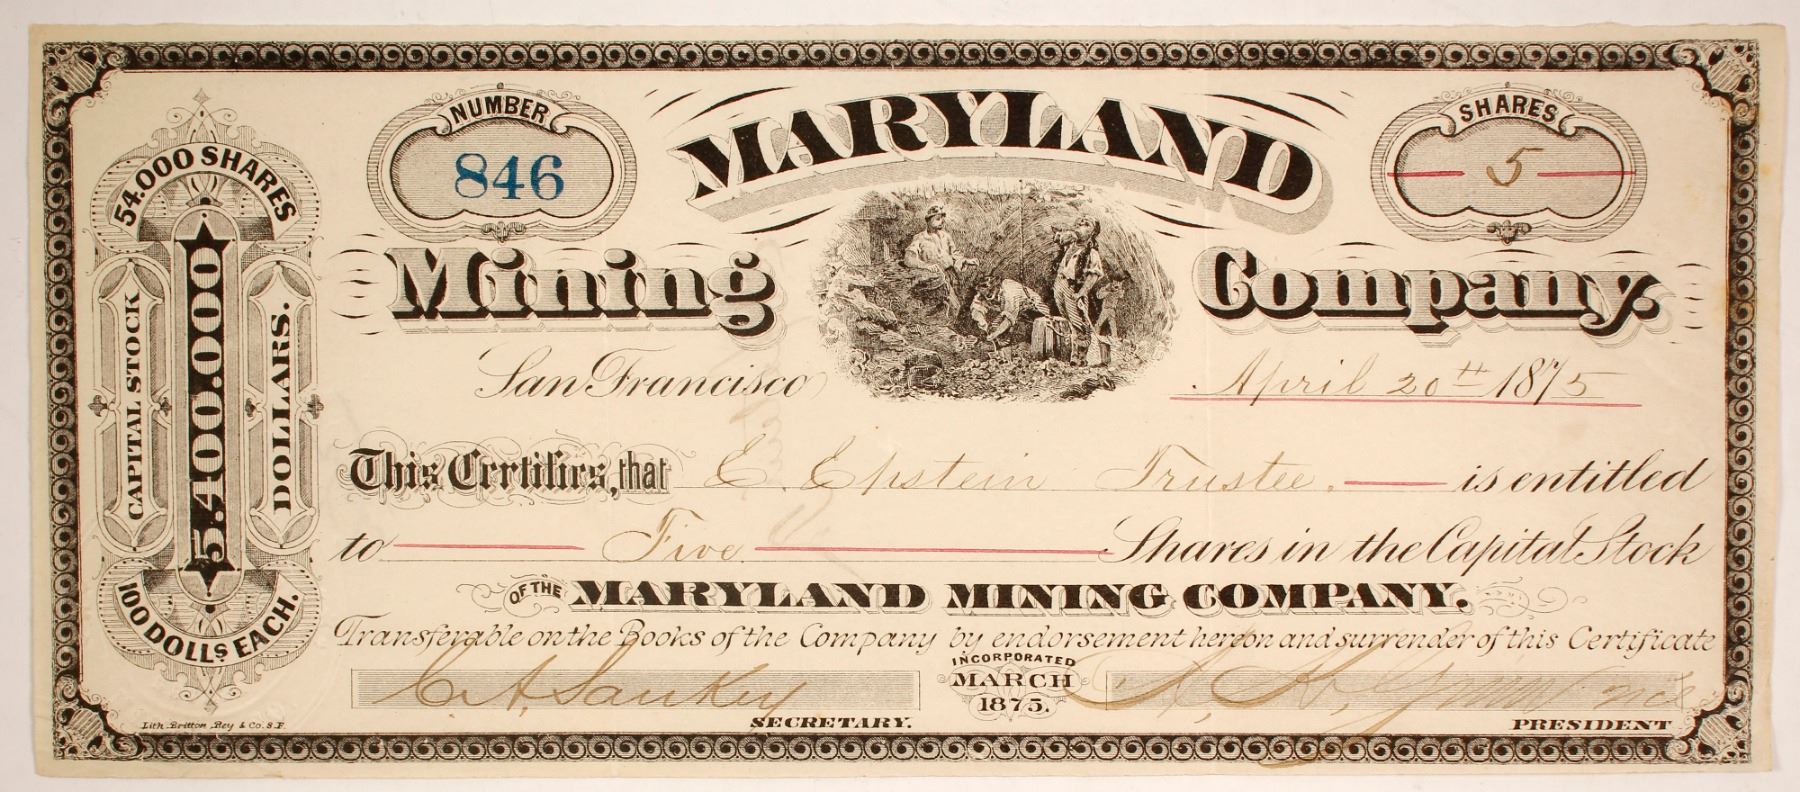 NUMBER
846
MARYLAND
SHARES
5
Mining Company.
54.000 SHARES
CAPITAL STOCK
5.400.000
DOLLARS.
100 DOLLS EACH.
San Francisco April 20th 1875
This Certifies, that E. Epstein Trustee. is entitled
to Five Shares in the Capital Stock
OF THE MARYLAND MINING COMPANY.
Transferable on the Books of the Company by endorsement hereon and surrender of this Certificate
INCORPORATED
MARCH
1875.
C. A. Sankey
SECRETARY.
PRESIDENT
Lith. Britton Rey & Co. S.F.